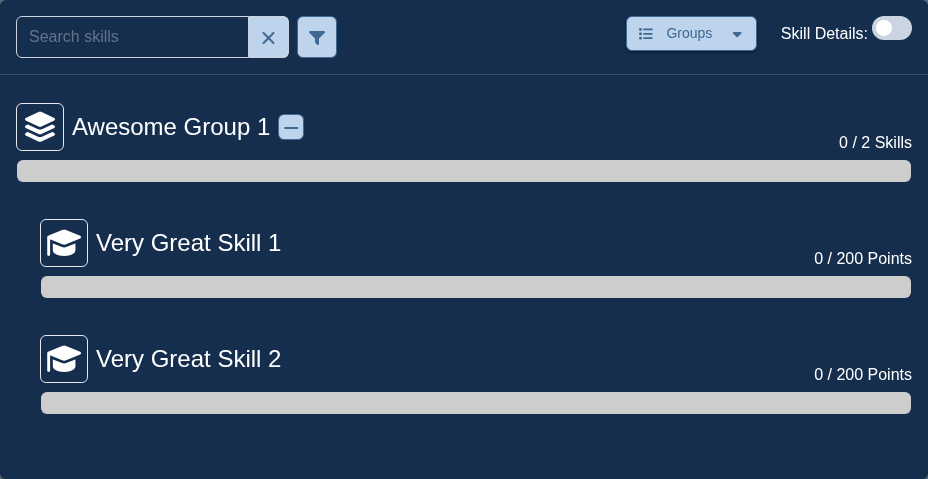 Search skills
Groups
Skill Details:
Awesome Group 1
0 / 2 Skills
Very Great Skill 1
0 / 200 Points
Very Great Skill 2
0 / 200 Points